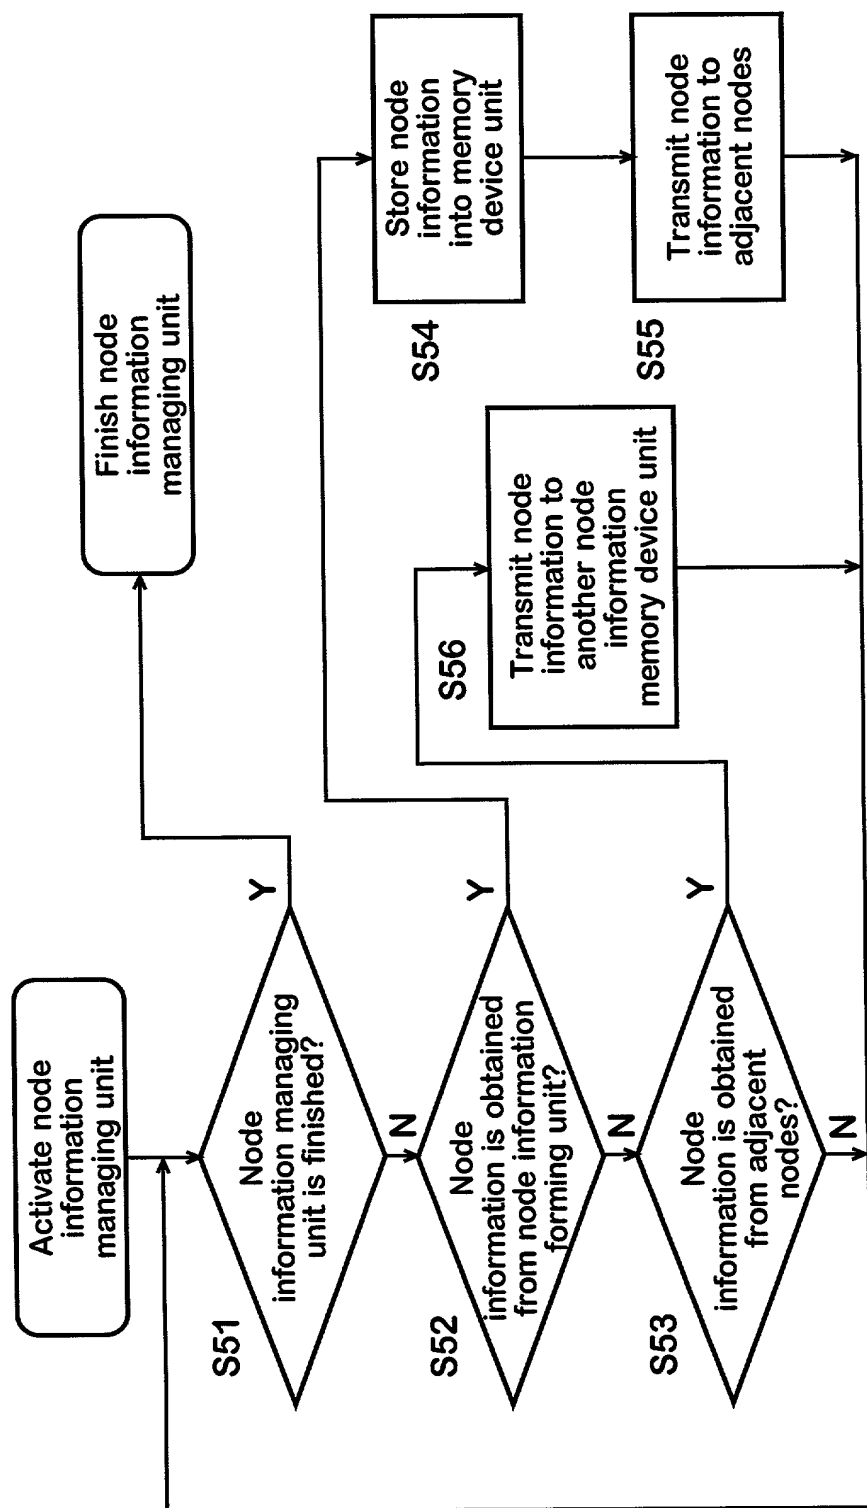 Activate node
information
managing unit
Finish node
information
managing unit
S51
Node
information managing
unit is finished?
Y
N
S52
Node
information is obtained
from node information
forming unit?
Y
N
S53
Node
information is obtained
from adjacent
nodes?
Y
N
S54
Store node
information
into memory
device unit
S55
Transmit node
information to
adjacent nodes
S56
Transmit node
information to
another node
information
memory device unit